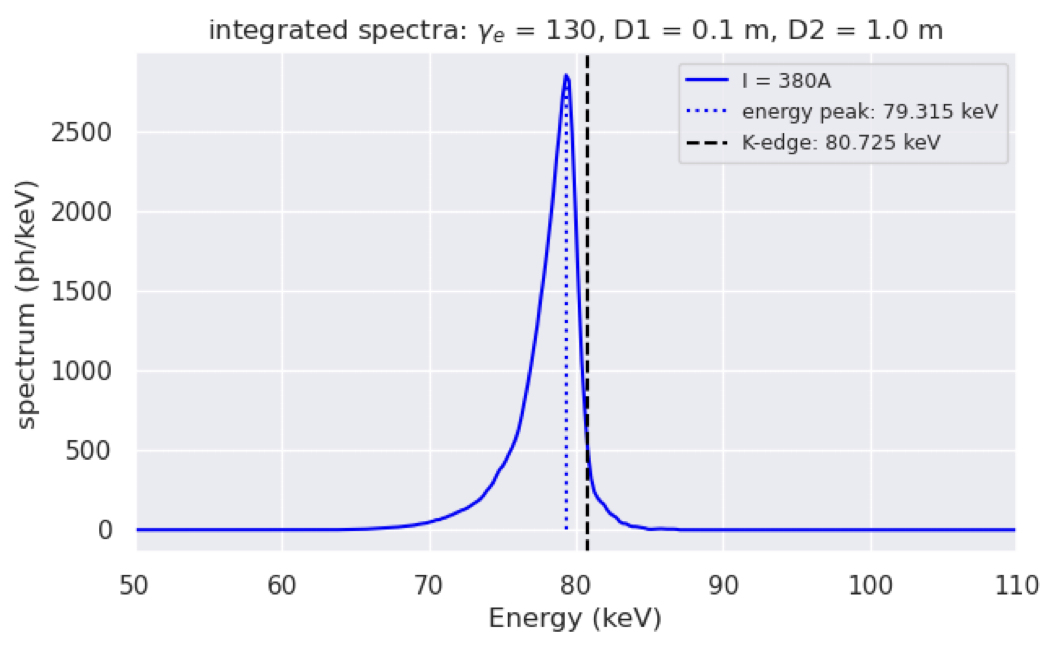 integrated spectra: γₑ = 130, D1 = 0.1 m, D2 = 1.0 m
I = 380A
energy peak: 79.315 keV
K-edge: 80.725 keV
spectrum (ph/keV)
2500
2000
1500
1000
500
0
50 60 70 80 90 100 110
Energy (keV)